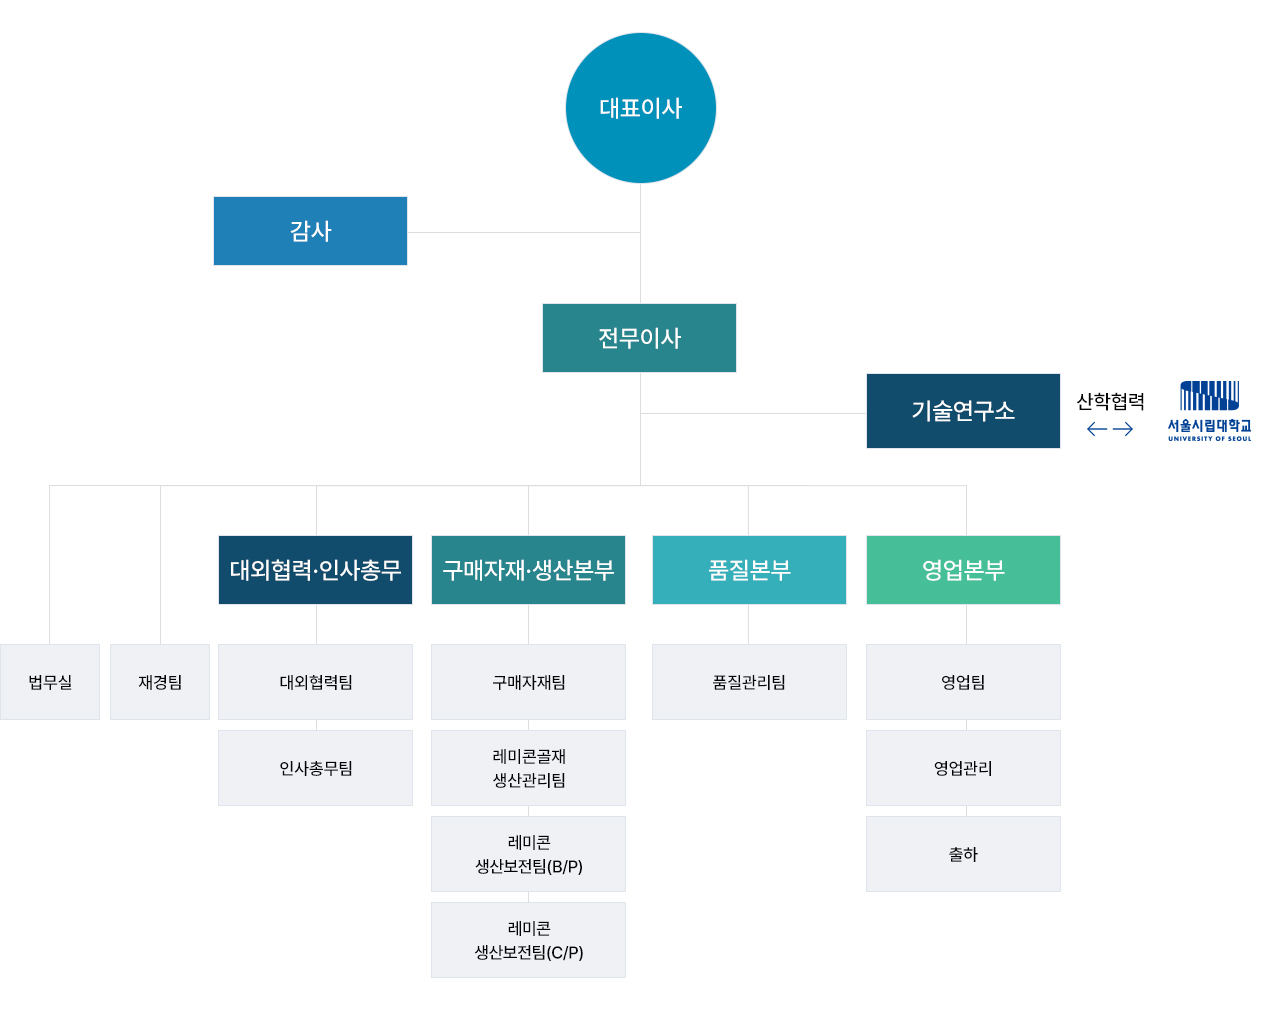 대표이사
감사
전무이사
기술연구소
산학협력
서울시립대학교
UNIVERSITY OF SEOUL
대외협력·인사총무
구매자재·생산본부
품질본부
영업본부
법무실
재경팀
대외협력팀
구매자재팀
품질관리팀
영업팀
인사총무팀
레미콘골재
생산관리팀
영업관리
레미콘
생산보전팀(B/P)
출하
레미콘
생산보전팀(C/P)